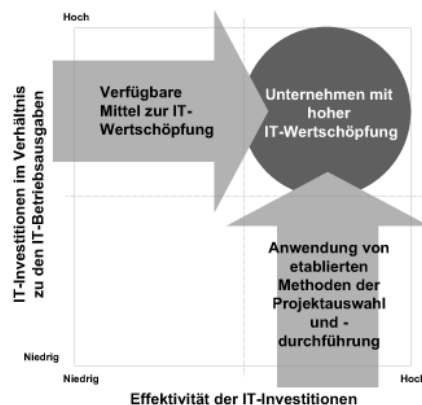 Hoch
IT-Investitionen im Verhältnis
zu den IT-Betriebsausgaben
Verfügbare
Mittel zur IT-
Wertschöpfung
Unternehmen mit
hoher
IT-Wertschöpfung
Anwendung von
etablierten
Methoden der
Projektauswahl
und -
durchführung
Niedrig
Niedrig
Hoch
Effektivität der IT-Investitionen